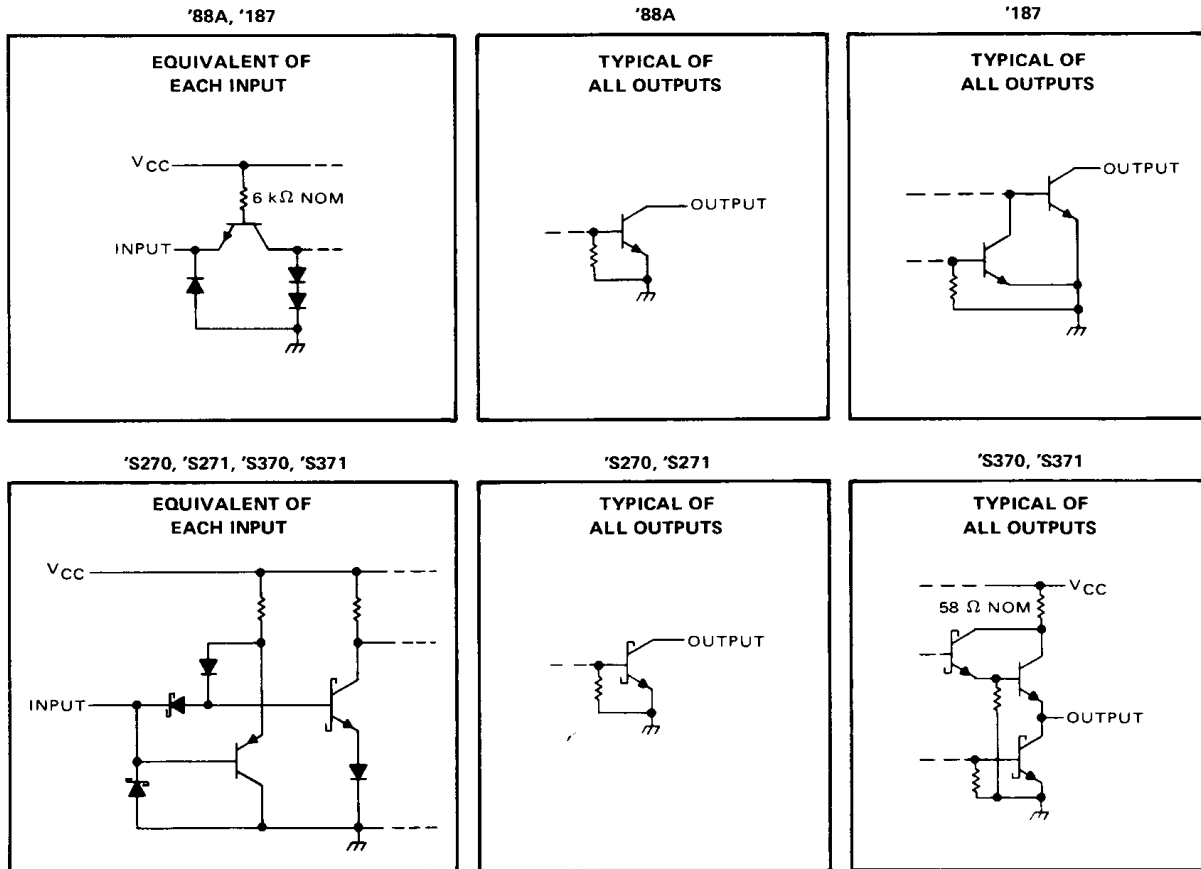 '88A, '187
EQUIVALENT OF
EACH INPUT
VCC
6 kΩ NOM
INPUT
'88A
TYPICAL OF
ALL OUTPUTS
OUTPUT
'187
TYPICAL OF
ALL OUTPUTS
OUTPUT
'S270, 'S271, 'S370, 'S371
EQUIVALENT OF
EACH INPUT
VCC
INPUT
'S270, 'S271
TYPICAL OF
ALL OUTPUTS
OUTPUT
'S370, 'S371
TYPICAL OF
ALL OUTPUTS
VCC
58 Ω NOM
OUTPUT